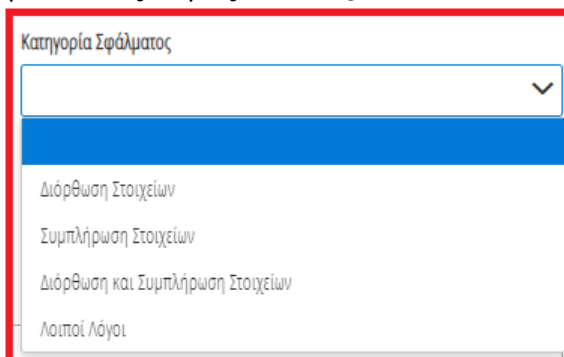 Κατηγορία Σφάλματος
Διόρθωση Στοιχείων
Συμπλήρωση Στοιχείων
Διόρθωση και Συμπλήρωση Στοιχείων
Λοιποί Λόγοι